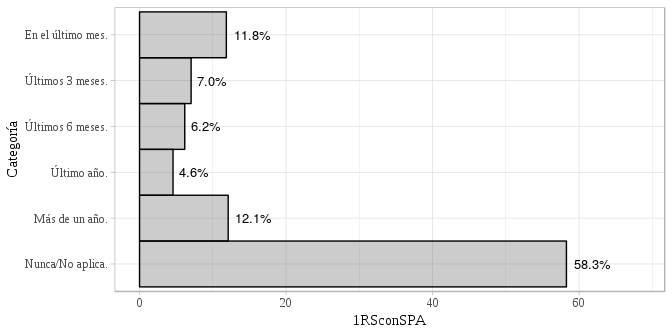 En el último mes.
11.8%
Últimos 3 meses.
7.0%
Últimos 6 meses.
6.2%
Último año.
4.6%
Más de un año.
12.1%
Nunca/No aplica.
58.3%
Categoría
0 20 40 60
1RSconSPA